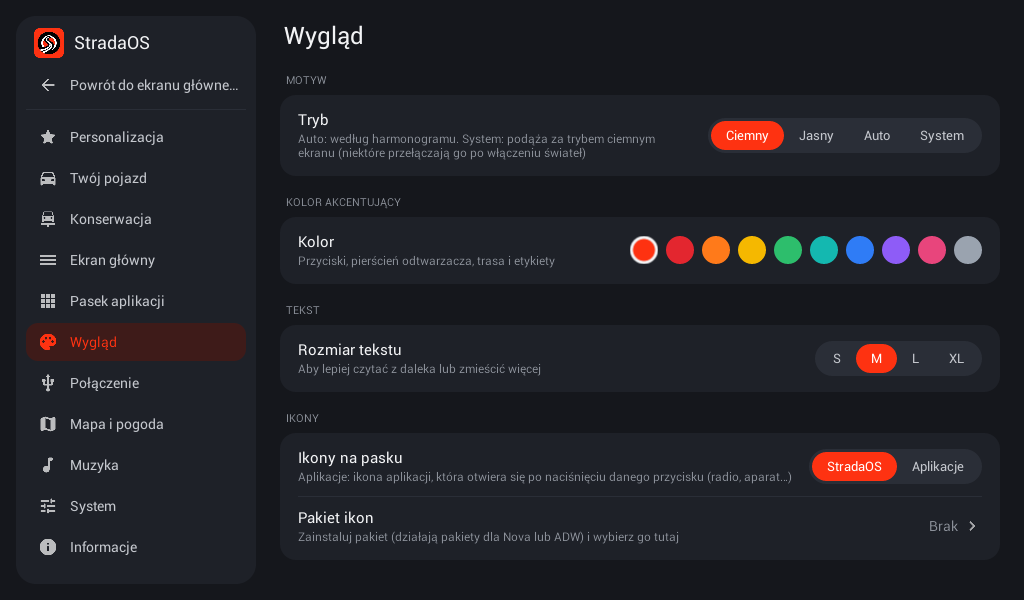 StradaOS
Powrót do ekranu główne…
Personalizacja
Twój pojazd
Konserwacja
Ekran główny
Pasek aplikacji
Wygląd
Połączenie
Mapa i pogoda
Muzyka
System
Informacje
Wygląd
MOTYW
Tryb
Auto: według harmonogramu. System: podąża za trybem ciemnym
ekranu (niektóre przełączają go po włączeniu świateł)
Ciemny Jasny Auto System
KOLOR AKCENTUJĄCY
Kolor
Przyciski, pierścień odtwarzacza, trasa i etykiety
TEKST
Rozmiar tekstu
Aby lepiej czytać z daleka lub zmieścić więcej
S M L XL
IKONY
Ikony na pasku
Aplikacje: ikona aplikacji, która otwiera się po naciśnięciu danego przycisku (radio, aparat…)
StradaOS Aplikacje
Pakiet ikon
Zainstaluj pakiet (działają pakiety dla Nova lub ADW) i wybierz go tutaj
Brak